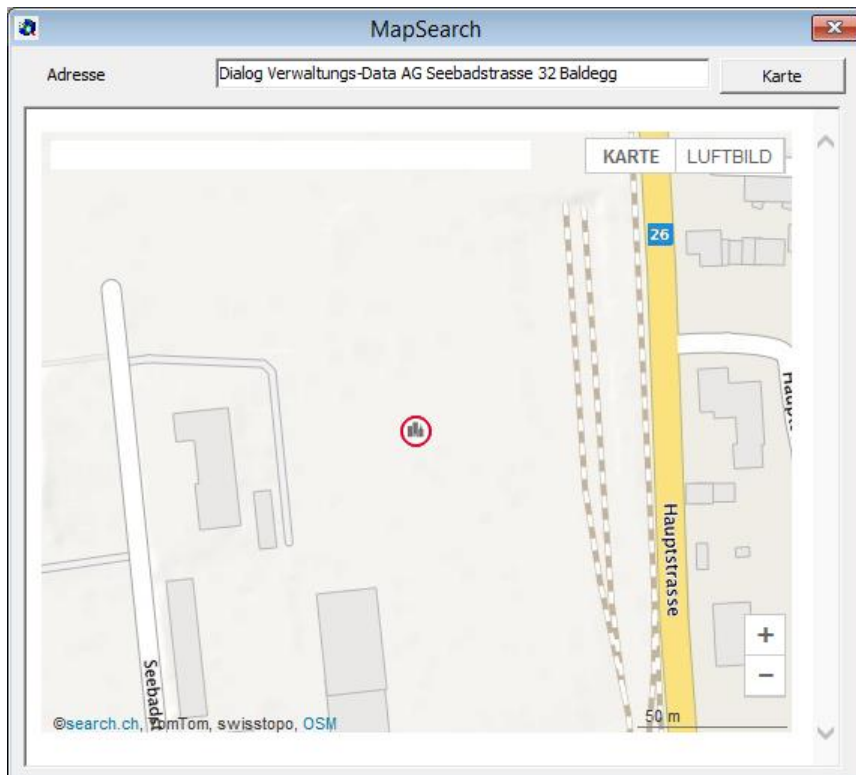 MapSearch
Adresse
Dialog Verwaltungs-Data AG Seebadstrasse 32 Baldegg
Karte
KARTE
LUFTBILD
26
Hauptstrasse
+
−
50 m
©search.ch, TomTom, swisstopo, OSM